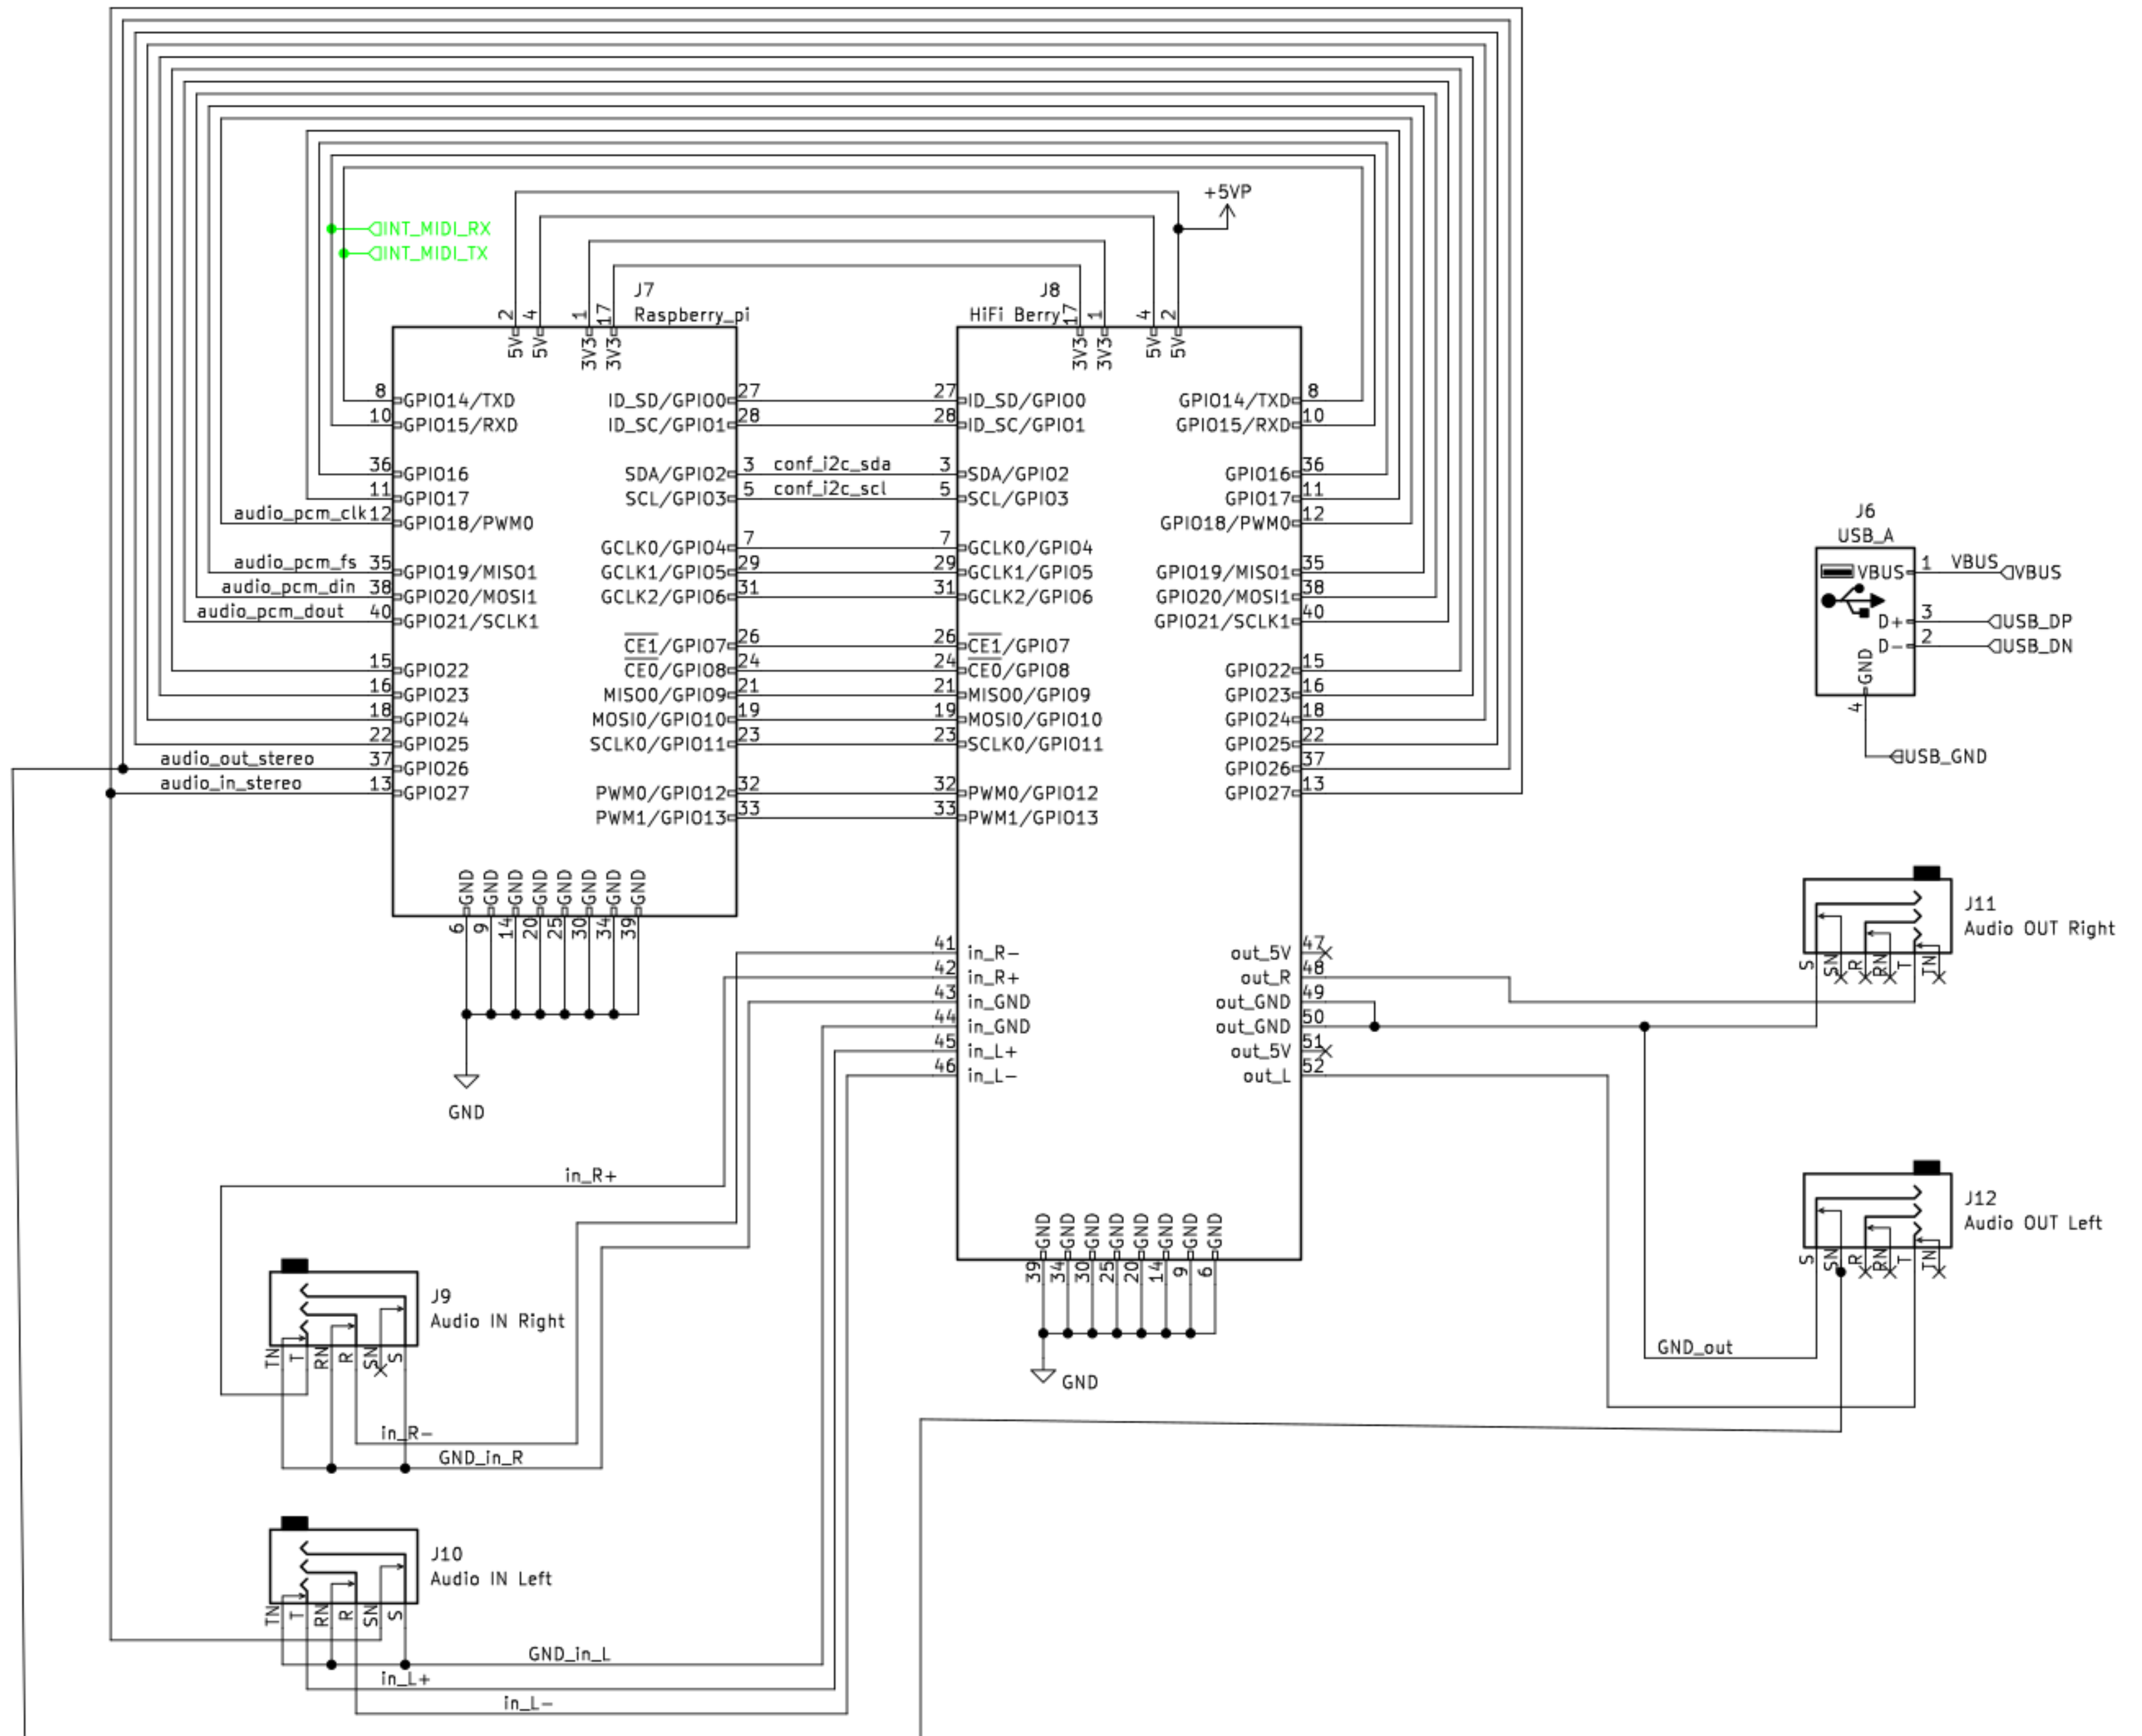 +5VP
INT_MIDI_RX
INT_MIDI_TX
J7
Raspberry_pi
J8
HiFi Berry
2 4 1 17
5V 5V 3V3 3V3
17 1 4 2
3V3 3V3 5V 5V
8 GPIO14/TXD
10 GPIO15/RXD
36 GPIO16
11 GPIO17
audio_pcm_clk 12 GPIO18/PWM0
audio_pcm_fs 35 GPIO19/MISO1
audio_pcm_din 38 GPIO20/MOSI1
audio_pcm_dout 40 GPIO21/SCLK1
15 GPIO22
16 GPIO23
18 GPIO24
22 GPIO25
audio_out_stereo 37 GPIO26
audio_in_stereo 13 GPIO27
ID_SD/GPIO0 27
ID_SC/GPIO1 28
SDA/GPIO2 3 conf_i2c_sda
SCL/GPIO3 5 conf_i2c_scl
GCLK0/GPIO4 7
GCLK1/GPIO5 29
GCLK2/GPIO6 31
CE1/GPIO7 26
CE0/GPIO8 24
MISO0/GPIO9 21
MOSI0/GPIO10 19
SCLK0/GPIO11 23
PWM0/GPIO12 32
PWM1/GPIO13 33
GND GND GND GND GND GND GND GND
6 9 14 20 25 30 34 39
GND
27 ID_SD/GPIO0
28 ID_SC/GPIO1
3 SDA/GPIO2
5 SCL/GPIO3
7 GCLK0/GPIO4
29 GCLK1/GPIO5
31 GCLK2/GPIO6
26 CE1/GPIO7
24 CE0/GPIO8
21 MISO0/GPIO9
19 MOSI0/GPIO10
23 SCLK0/GPIO11
32 PWM0/GPIO12
33 PWM1/GPIO13
41 in_R-
42 in_R+
43 in_GND
44 in_GND
45 in_L+
46 in_L-
GPIO14/TXD 8
GPIO15/RXD 10
GPIO16 36
GPIO17 11
GPIO18/PWM0 12
GPIO19/MISO1 35
GPIO20/MOSI1 38
GPIO21/SCLK1 40
GPIO22 15
GPIO23 16
GPIO24 18
GPIO25 22
GPIO26 37
GPIO27 13
out_5V 47
out_R 48
out_GND 49
out_GND 50
out_5V 51
out_L 52
GND GND GND GND GND GND GND GND
39 34 30 25 20 14 9 6
GND
J6
USB_A
VBUS 1 VBUS VBUS
D+ 3 USB_DP
D- 2 USB_DN
GND
4
USB_GND
J11
Audio OUT Right
S SN R RN T TN
J12
Audio OUT Left
S SN R RN T TN
GND_out
in_R+
J9
Audio IN Right
TN T RN R SN S
in_R-
GND_in_R
J10
Audio IN Left
TN T RN R SN S
GND_in_L
in_L+
in_L-